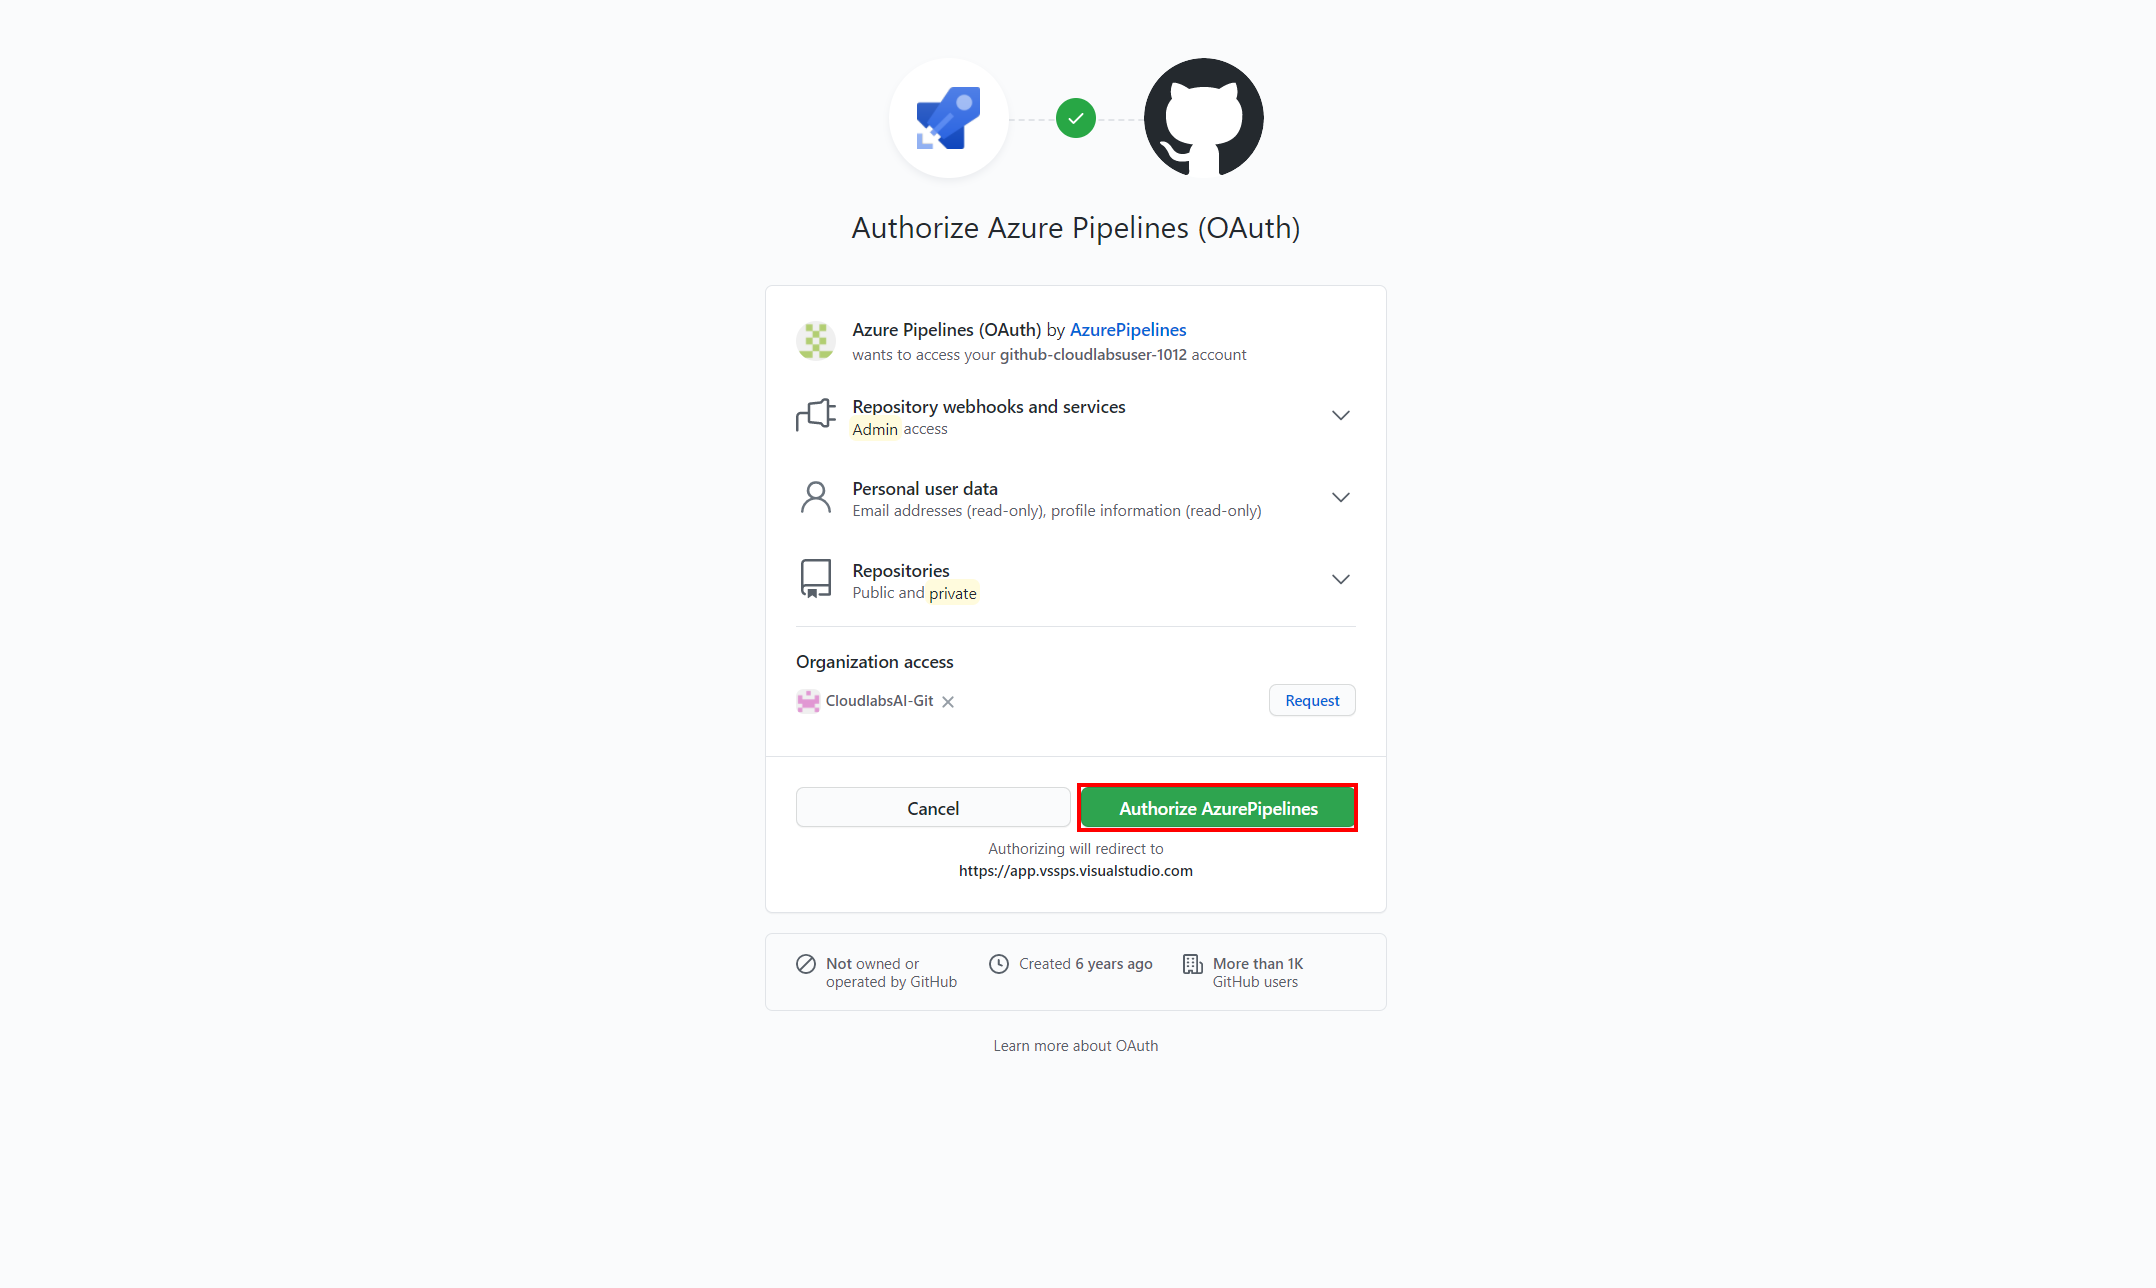 Authorize Azure Pipelines (OAuth)
Azure Pipelines (OAuth) by AzurePipelines
wants to access your github-cloudlabsuser-1012 account
Repository webhooks and services
Admin access
Personal user data
Email addresses (read-only), profile information (read-only)
Repositories
Public and private
Organization access
CloudlabsAI-Git
Request
Cancel
Authorize AzurePipelines
Authorizing will redirect to
https://app.vssps.visualstudio.com
Not owned or
operated by GitHub
Created 6 years ago
More than 1K
GitHub users
Learn more about OAuth